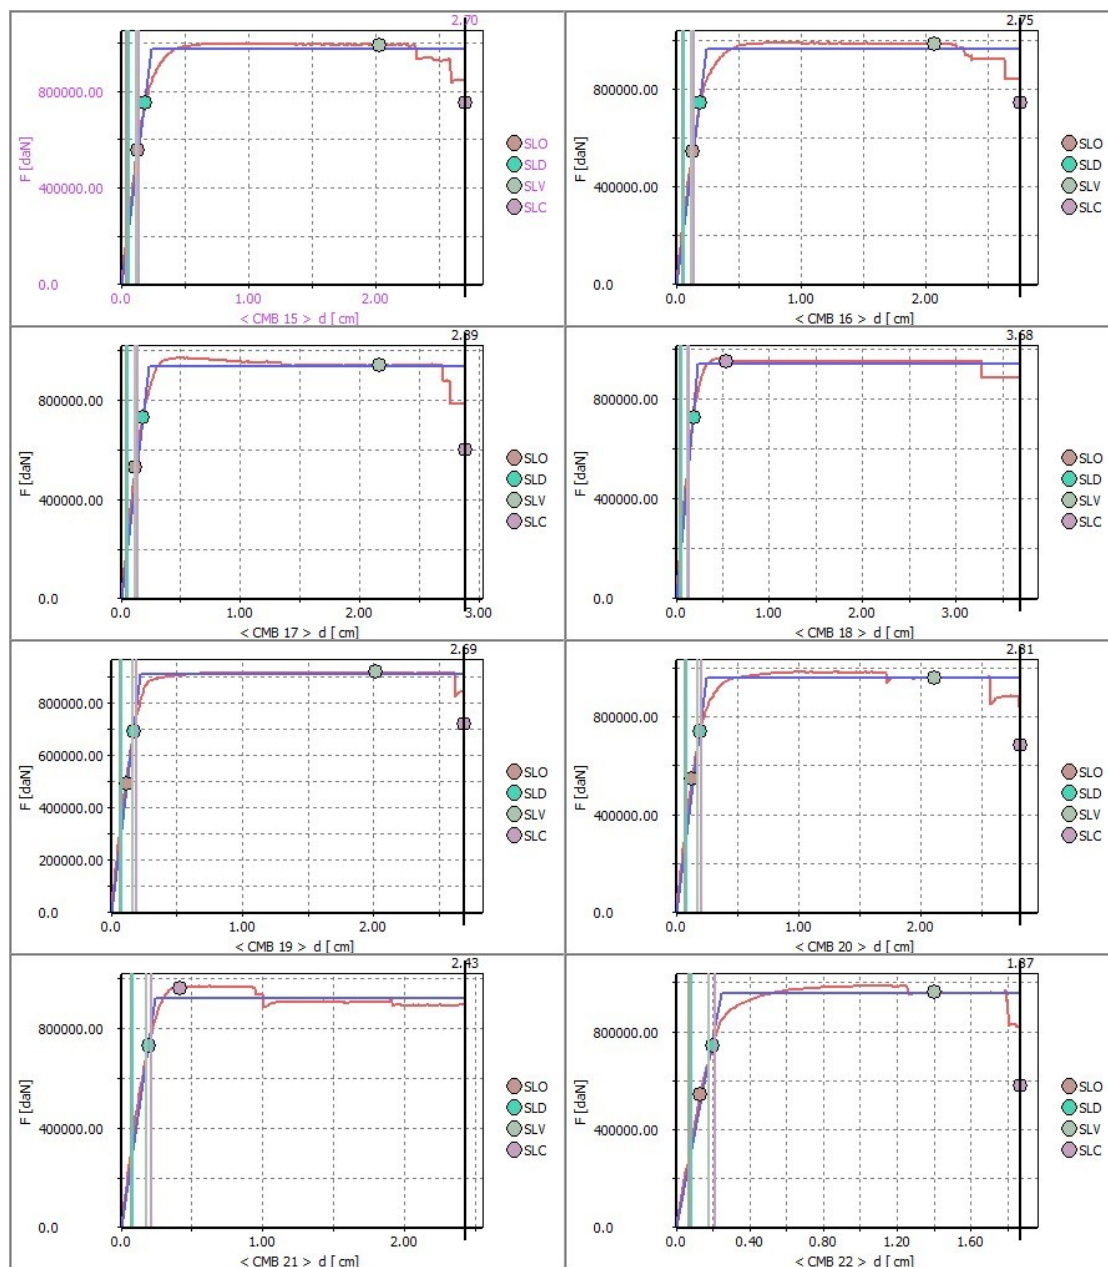 2.70
F [daN]
800000.00
400000.00
0.0
0.0 1.00 2.00
< CMB 15 > d [ cm]
SLO
SLD
SLV
SLC
2.75
F [daN]
800000.00
400000.00
0.0
0.0 1.00 2.00
< CMB 16 > d [ cm]
SLO
SLD
SLV
SLC
2.89
F [daN]
800000.00
400000.00
0.0
0.0 1.00 2.00 3.00
< CMB 17 > d [ cm]
SLO
SLD
SLV
SLC
3.68
F [daN]
800000.00
400000.00
0.0
0.0 1.00 2.00 3.00
< CMB 18 > d [ cm]
SLO
SLD
SLV
SLC
2.69
F [daN]
800000.00
600000.00
400000.00
200000.00
0.0
0.0 1.00 2.00
< CMB 19 > d [ cm]
SLO
SLD
SLV
SLC
2.81
F [daN]
800000.00
400000.00
0.0
0.0 1.00 2.00
< CMB 20 > d [ cm]
SLO
SLD
SLV
SLC
2.43
F [daN]
800000.00
400000.00
0.0
0.0 1.00 2.00
< CMB 21 > d [ cm]
SLO
SLD
SLV
SLC
1.87
F [daN]
800000.00
400000.00
0.0
0.0 0.40 0.80 1.20 1.60
< CMB 22 > d [ cm]
SLO
SLD
SLV
SLC